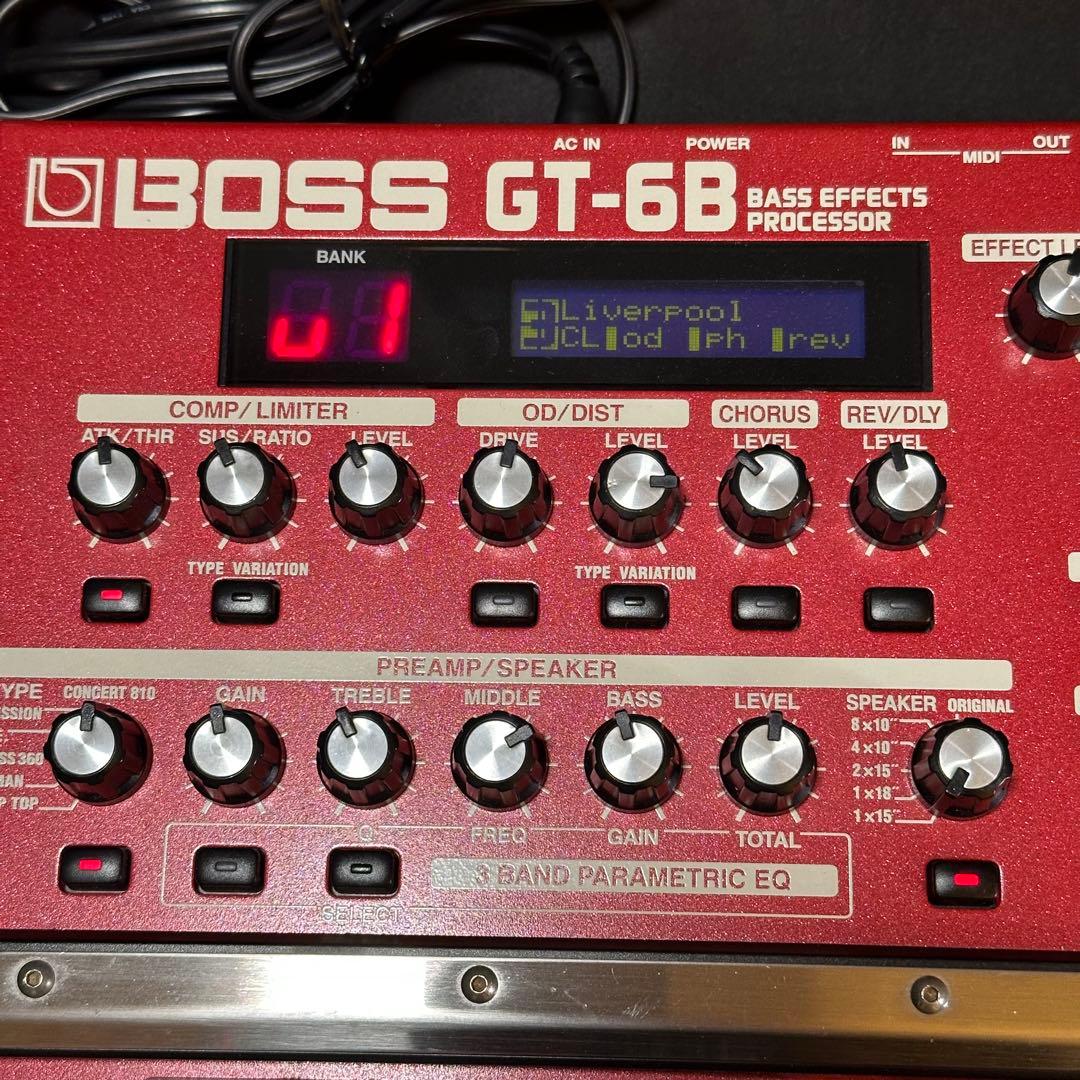 AC IN POWER IN MIDI OUT
BOSS GT-6B BASS EFFECTS
PROCESSOR
BANK
EFFECT
u 1
Liverpool
CL od ph rev
COMP/LIMITER OD/DIST CHORUS REV/DLY
ATK/THR SUS/RATIO LEVEL DRIVE LEVEL LEVEL LEVEL
TYPE VARIATION TYPE VARIATION
PREAMP/SPEAKER
CONCERT 810 GAIN TREBLE MIDDLE BASS LEVEL SPEAKER ORIGINAL
8×10"
4×10"
2×15"
1×18"
1×15"
TOP
Q FREQ GAIN TOTAL
3 BAND PARAMETRIC EQ
SELECT